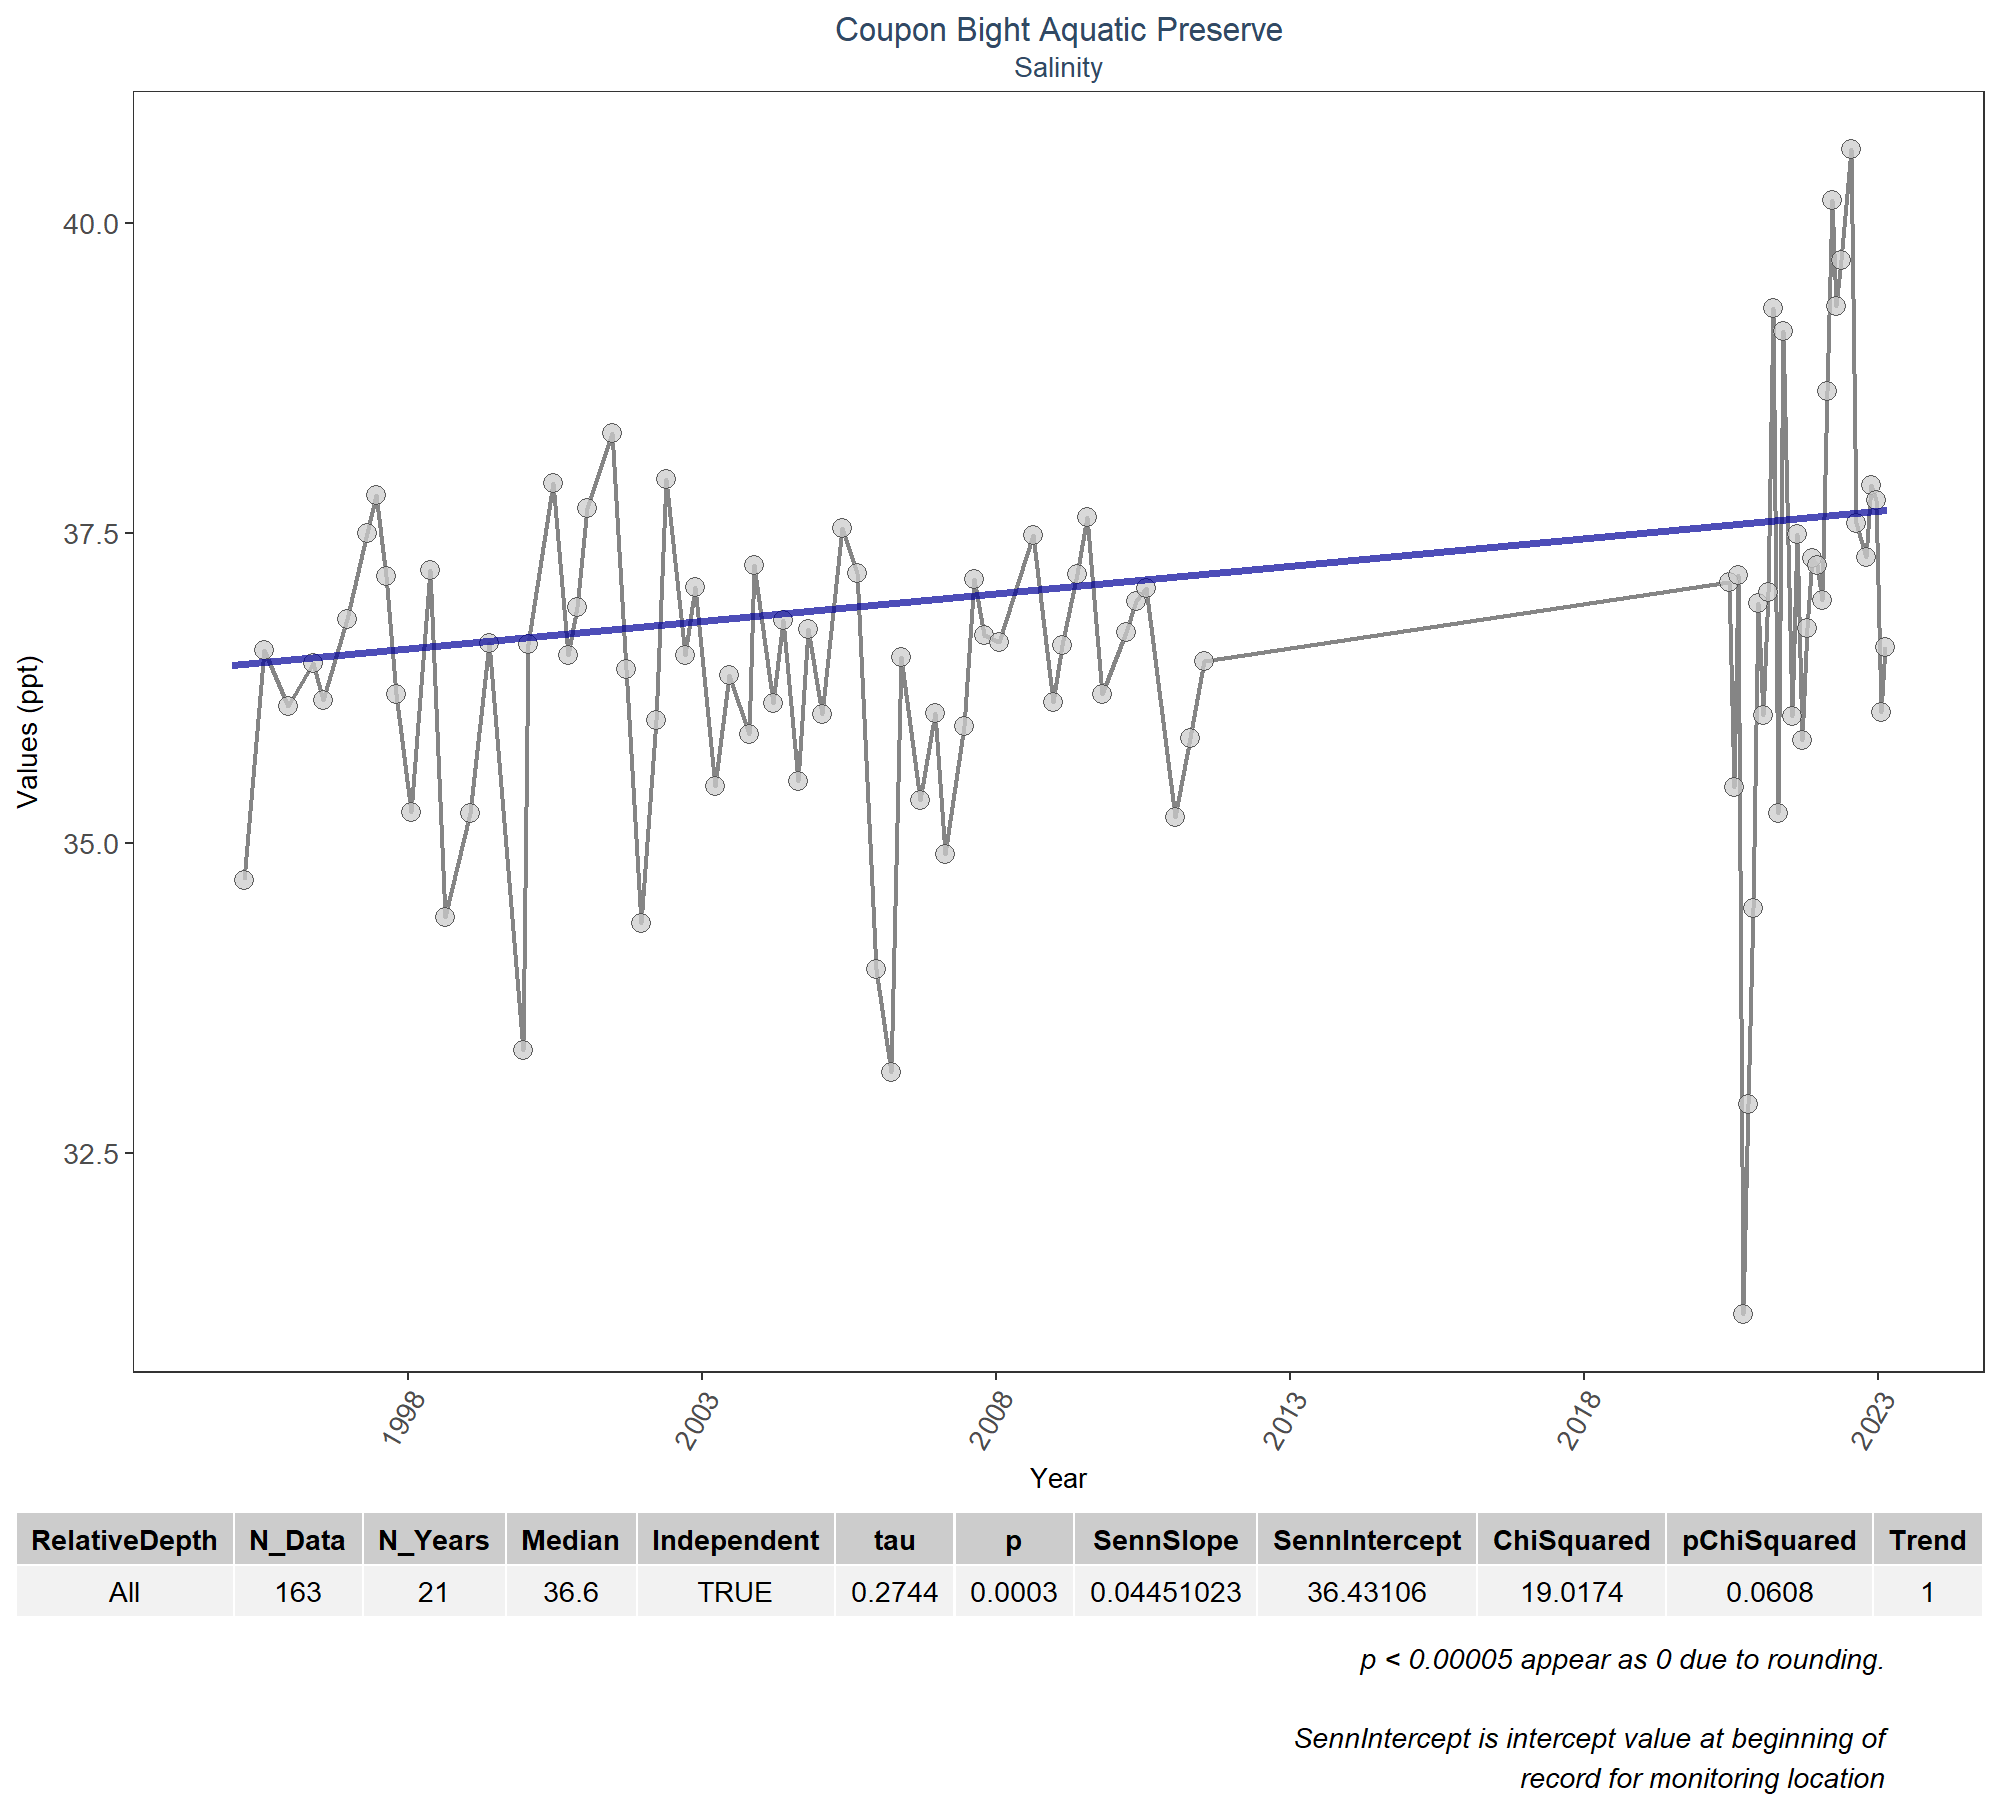 Coupon Bight Aquatic Preserve
Salinity
Values (ppt)
40.0
37.5
35.0
32.5
1998 2003 2008 2013 2018 2023
Year
RelativeDepth N_Data N_Years Median Independent tau p SennSlope SennIntercept ChiSquared pChiSquared Trend
All 163 21 36.6 TRUE 0.2744 0.0003 0.04451023 36.43106 19.0174 0.0608 1
p < 0.00005 appear as 0 due to rounding.
SennIntercept is intercept value at beginning of
record for monitoring location